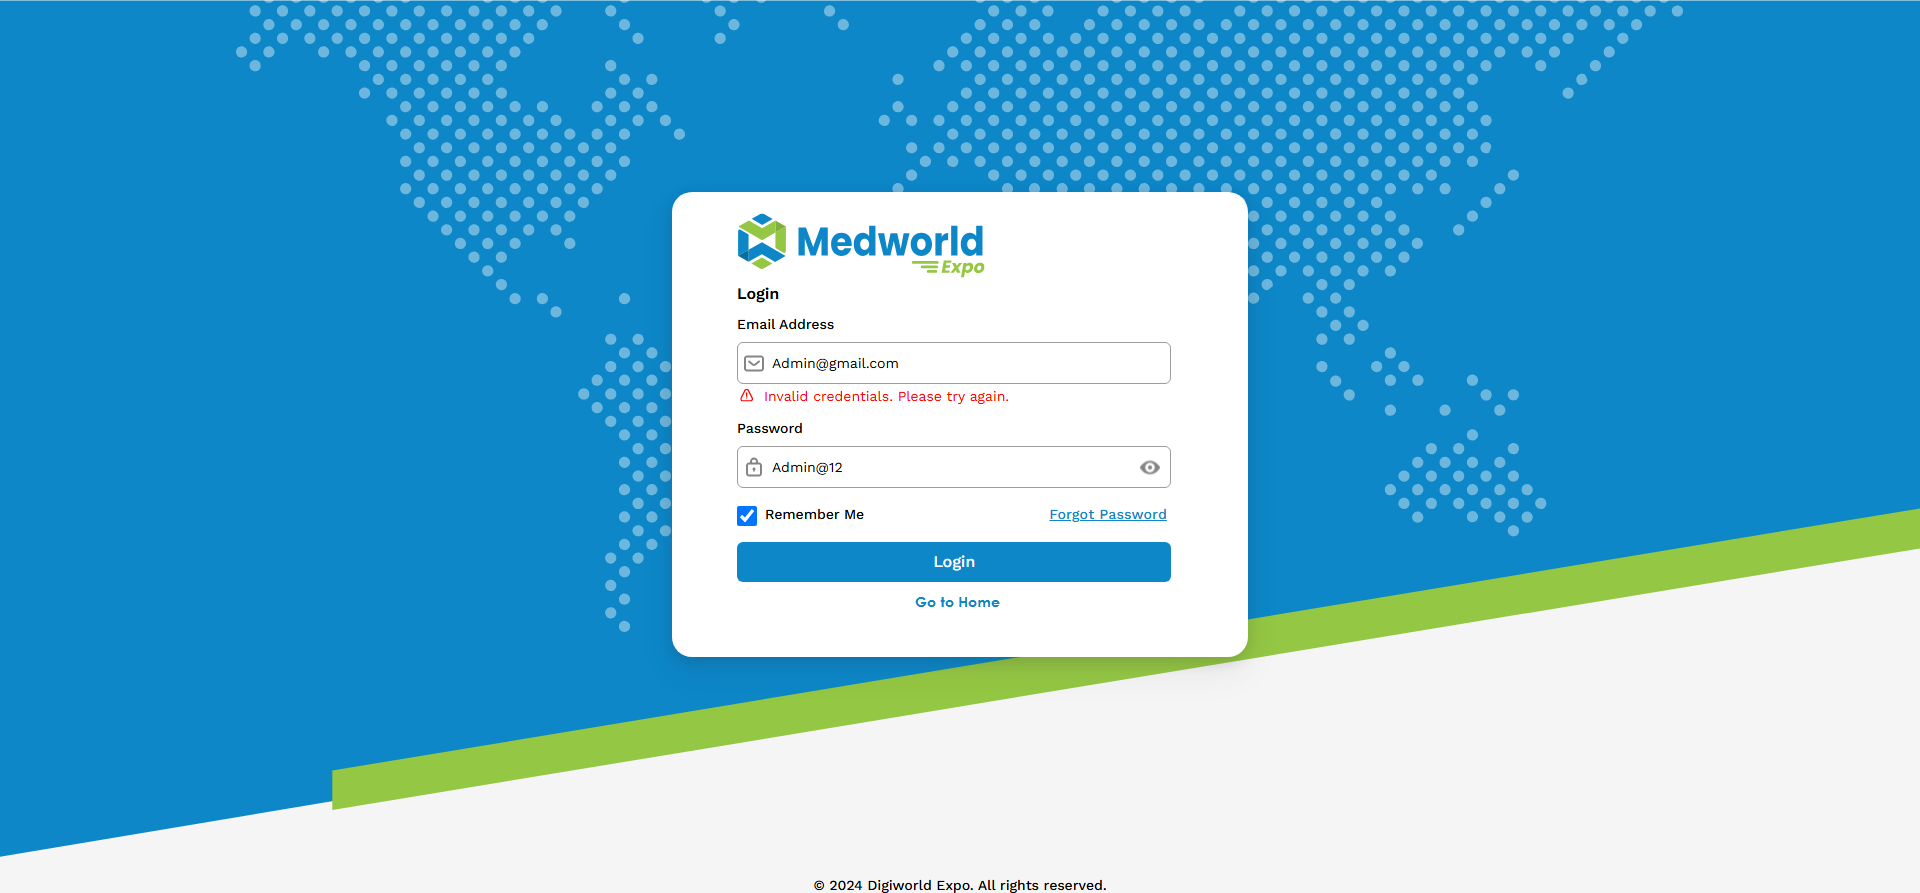 Medworld
Expo
Login
Email Address
Admin@gmail.com
Invalid credentials. Please try again.
Password
Admin@12
Remember Me
Forgot Password
Login
Go to Home
© 2024 Digiworld Expo. All rights reserved.